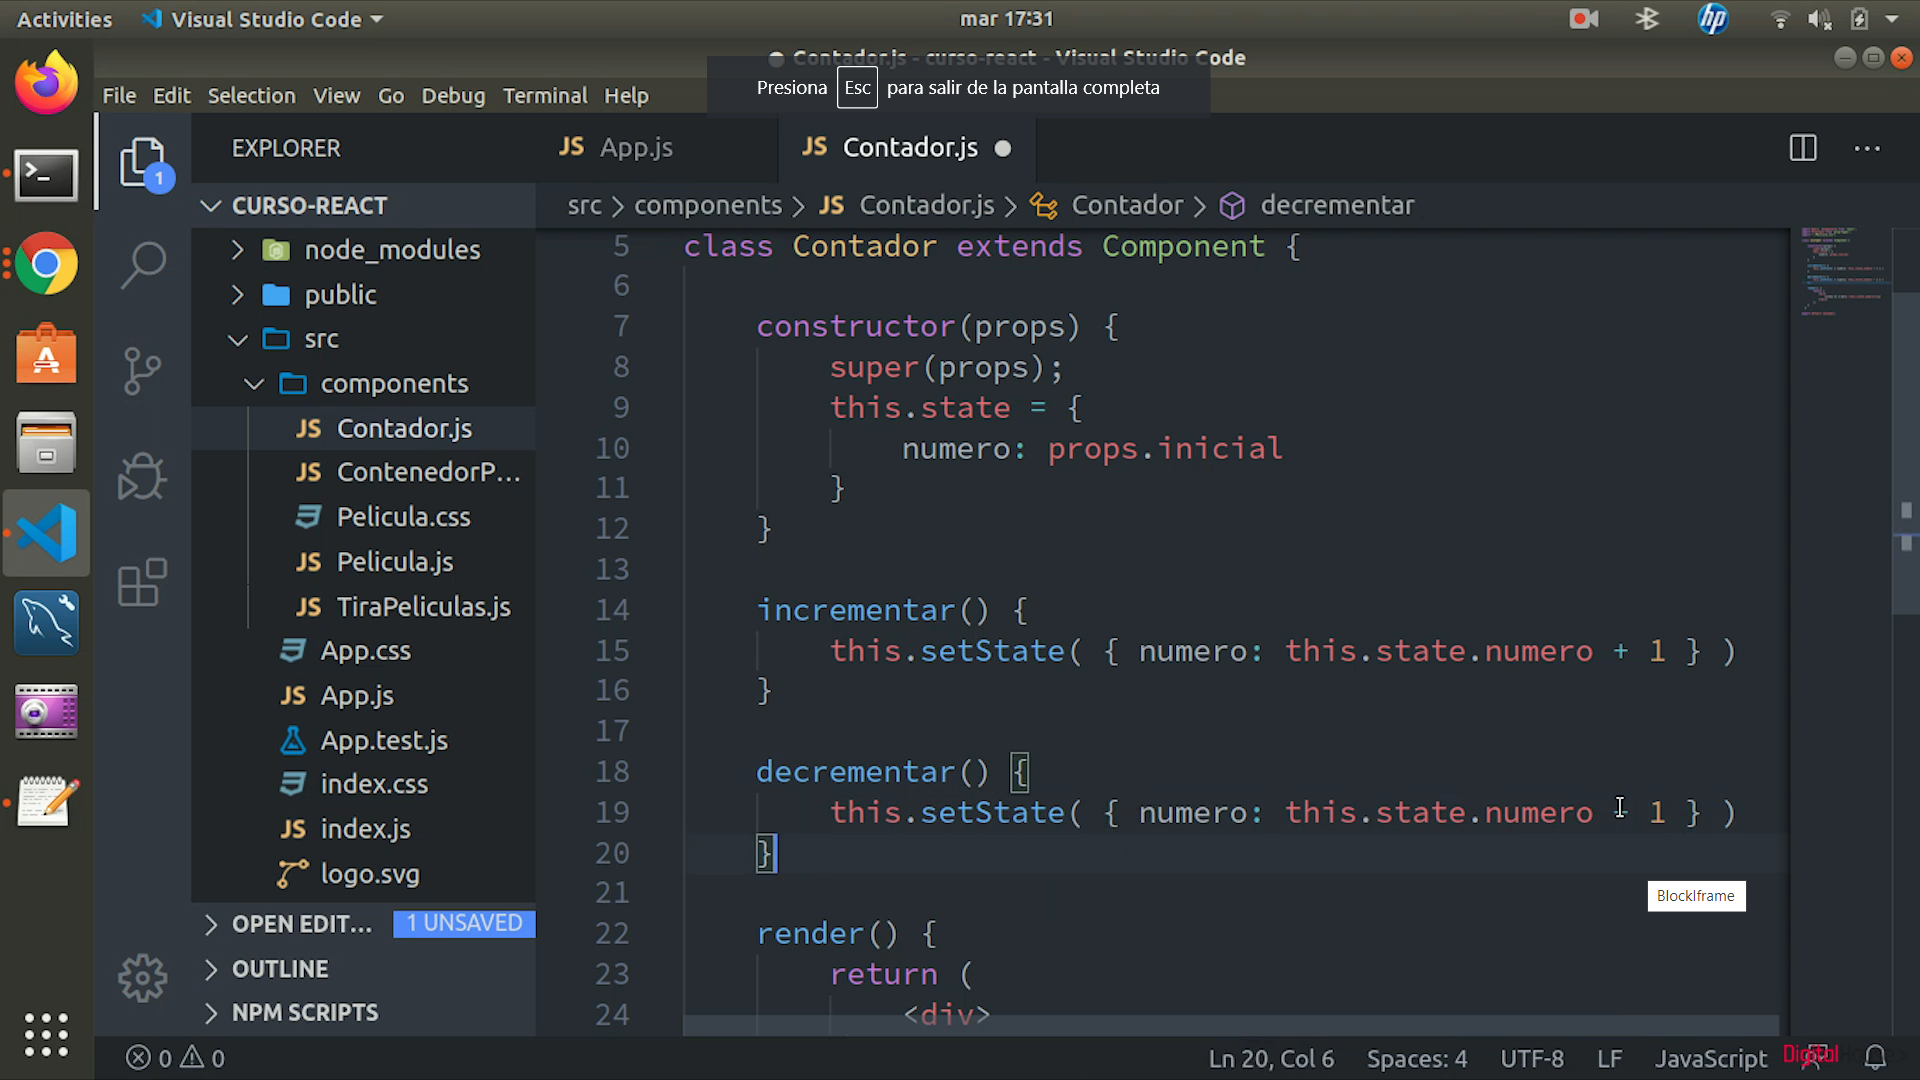 Activities Visual Studio Code mar 17:31 hp
Contador.js - curso-react - Visual Studio Code
Presiona Esc para salir de la pantalla completa
File Edit Selection View Go Debug Terminal Help
EXPLORER
JS App.js
JS Contador.js
1
CURSO-REACT
src > components > JS Contador.js > Contador > decrementar
node_modules
public
src
components
JS Contador.js
JS ContenedorP...
Pelicula.css
JS Pelicula.js
JS TiraPeliculas.js
App.css
JS App.js
App.test.js
index.css
JS index.js
logo.svg
OPEN EDIT... 1 UNSAVED
OUTLINE
NPM SCRIPTS
5 class Contador extends Component {
6
7 constructor(props) {
8 super(props);
9 this.state = {
10 numero: props.inicial
11 }
12 }
13
14 incrementar() {
15 this.setState( { numero: this.state.numero + 1 } )
16 }
17
18 decrementar() {
19 this.setState( { numero: this.state.numero - 1 } )
20 }
21
22 render() {
23 return (
24 <div>
BlockIframe
0 0 Ln 20, Col 6 Spaces: 4 UTF-8 LF JavaScript